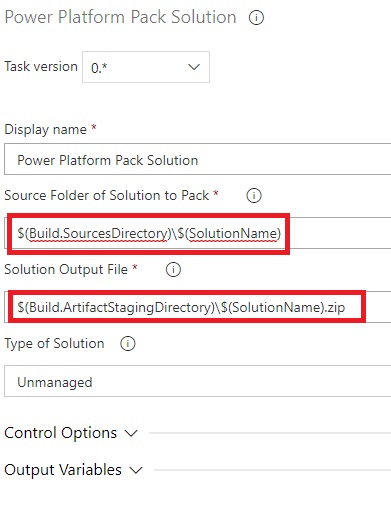 Power Platform Pack Solution
Task version 0.*
Display name *
Power Platform Pack Solution
Source Folder of Solution to Pack *
$(Build.SourcesDirectory)\$(SolutionName)
Solution Output File *
$(Build.ArtifactStagingDirectory)\$(SolutionName).zip
Type of Solution
Unmanaged
Control Options
Output Variables